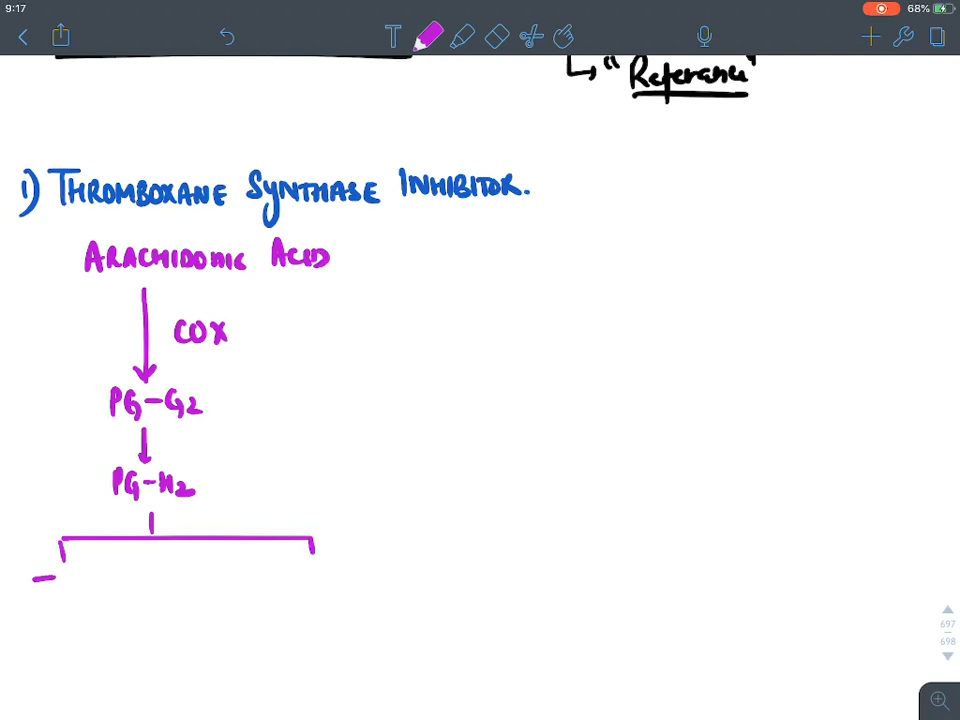 9:17
68%
T
"Reference"
1) THROMBOXANE SYNTHASE INHIBITOR.
ARACHIDONIC ACID
COX
PG-G2
PG-H2
697
698